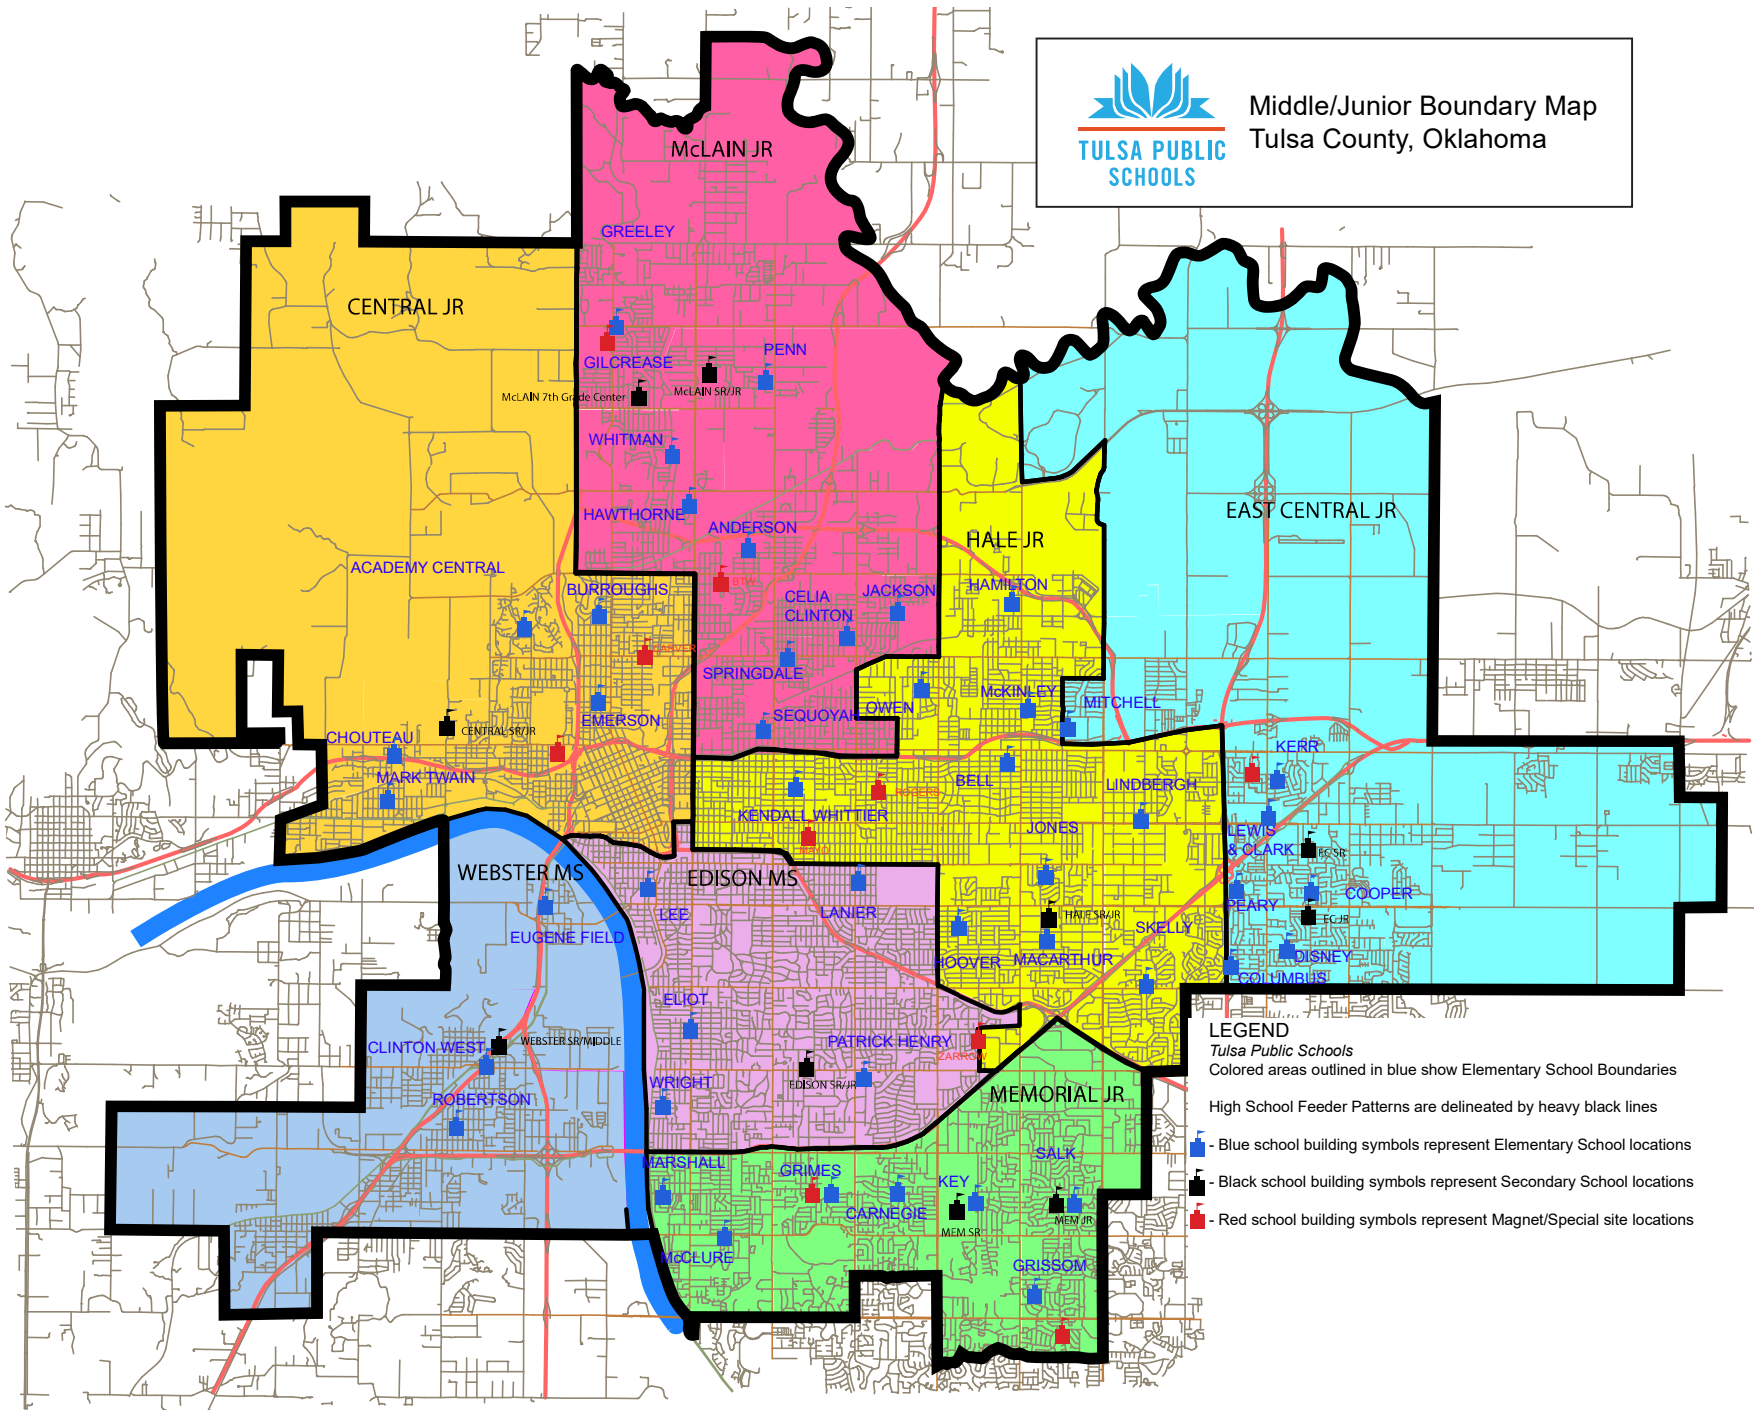 Middle/Junior Boundary Map
Tulsa County, Oklahoma
TULSA PUBLIC
SCHOOLS
McLAIN JR
GREELEY
CENTRAL JR
GILCREASE
PENN
McLAIN SR/JR
McLAIN 7th Grade Center
WHITMAN
HAWTHORNE
ANDERSON
EAST CENTRAL JR
HALE JR
ACADEMY CENTRAL
BURROUGHS
BTW
CELIA
CLINTON
JACKSON
HAMILTON
CARVER
SPRINGDALE
McKINLEY
MITCHELL
OWEN
EMERSON
SEQUOYAH
CENTRAL SR/JR
CHOUTEAU
MARK TWAIN
KERR
BELL
LINDBERGH
ROGERS
KENDALL WHITTIER
JONES
LEWIS
& CLARK
EC SR
WEBSTER MS
EDISON MS
COOPER
PEARY
LEE
LANIER
HALE SR/JR
EC JR
SKELLY
EUGENE FIELD
HOOVER
MACARTHUR
DISNEY
COLUMBUS
ELIOT
LEGEND
Tulsa Public Schools
Colored areas outlined in blue show Elementary School Boundaries
High School Feeder Patterns are delineated by heavy black lines
- Blue school building symbols represent Elementary School locations
- Black school building symbols represent Secondary School locations
- Red school building symbols represent Magnet/Special site locations
CLINTON WEST
WEBSTER SR/MIDDLE
PATRICK HENRY
ZARROW
WRIGHT
EDISON SR/JR
ROBERTSON
MEMORIAL JR
MARSHALL
GRIMES
SALK
KEY
CARNEGIE
MEM JR
MEM SR
McCLURE
GRISSOM